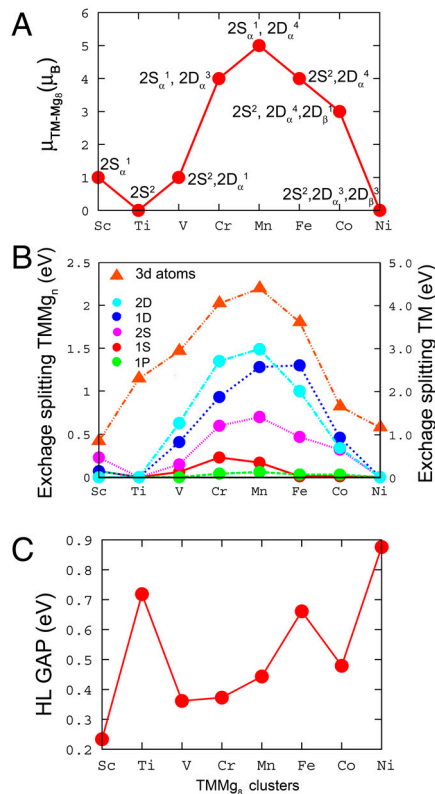 A
μTM-Mg8(μB)
6
5
4
3
2
1
0
2Sα1, 2Dα4
2Sα1, 2Dα3
2S2,2Dα4
2S2, 2Dα4,2Dβ1
2Sα1
2S2
2S2,2Dα1
2S2,2Dα3,2Dβ3
Sc Ti V Cr Mn Fe Co Ni
B
Exchage splitting TMMgn (eV)
2.5
2
1.5
1
0.5
0
3d atoms
2D
1D
2S
1S
1P
5.0
4.0
3.0
2.0
1.0
0
Exchage splitting TM (eV)
Sc Ti V Cr Mn Fe Co Ni
C
HL GAP (eV)
0.9
0.8
0.7
0.6
0.5
0.4
0.3
0.2
Sc Ti V Cr Mn Fe Co Ni
TMMg8 clusters